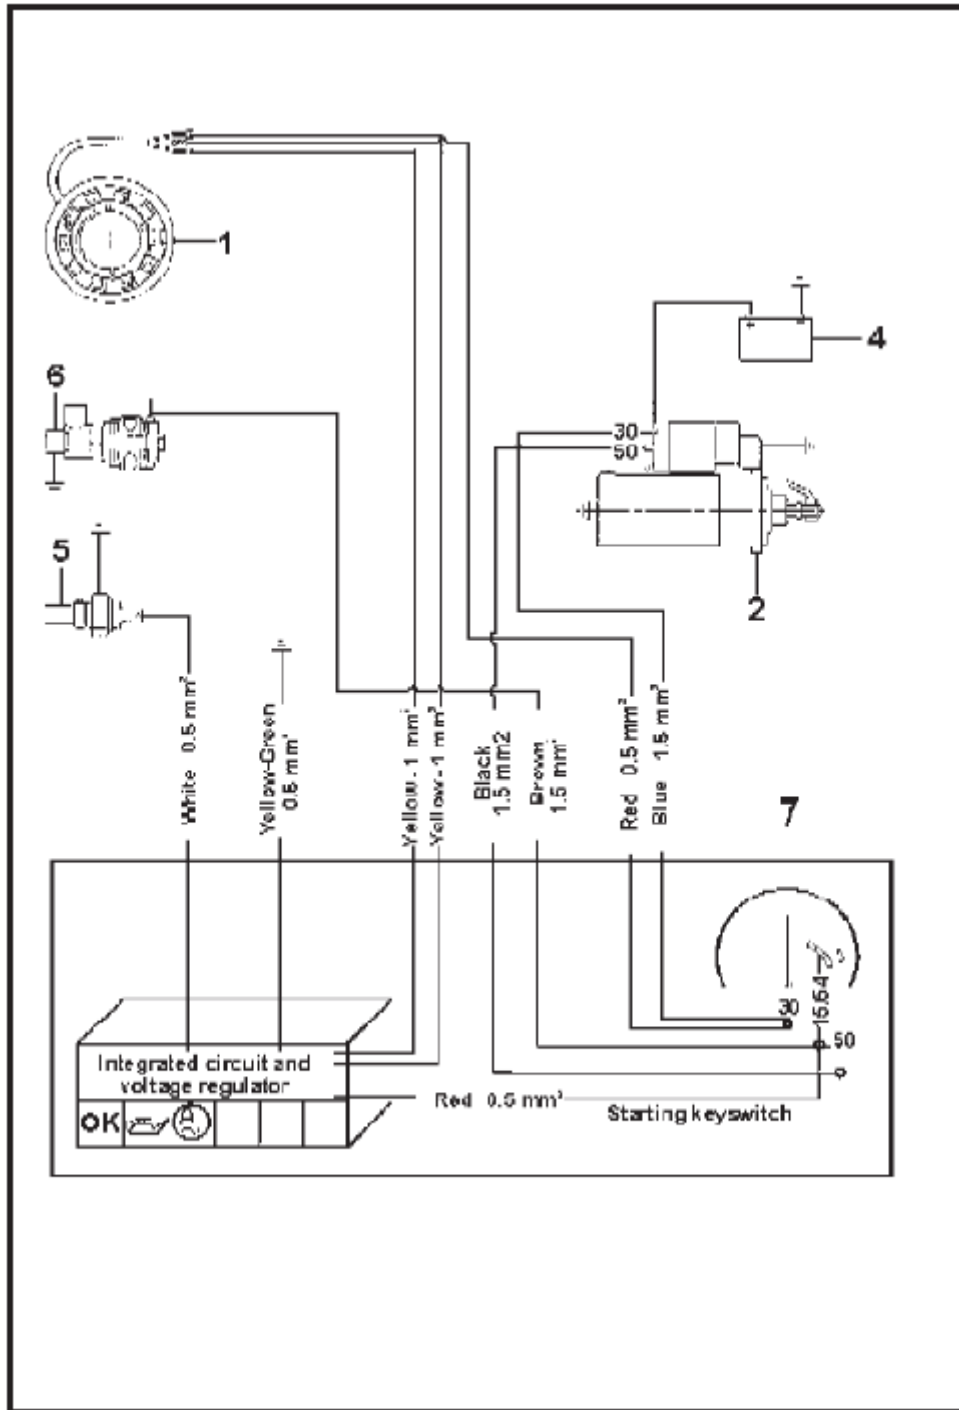 1
4
6
30
50
5
2
White 0.5 mm²
Yellow-Green
0.5 mm²
Yellow - 1 mm²
Yellow - 1 mm²
Black
1.5 mm2
Brown
1.5 mm²
Red 0.5 mm²
Blue 1.5 mm²
7
30
15.54
50
Integrated circuit and
voltage regulator
Red 0.5 mm²
OK
Starting keyswitch